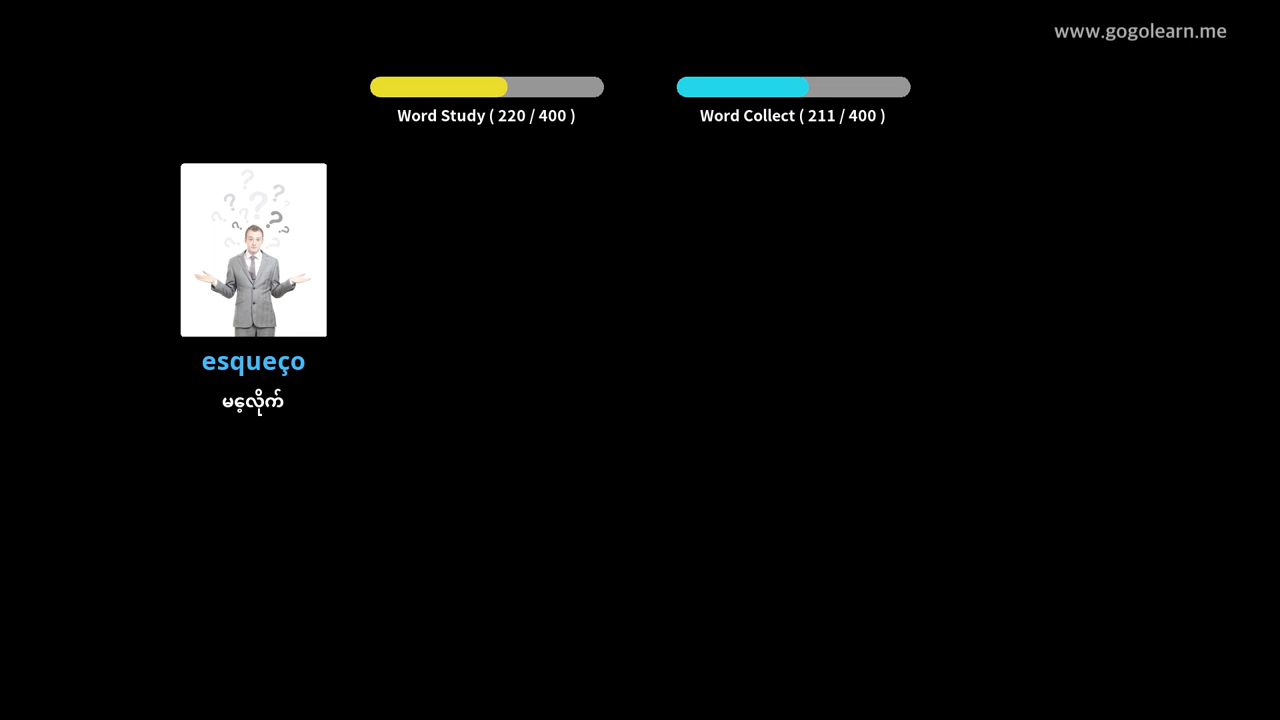 www.gogolearn.me
Word Study ( 220 / 400 )
Word Collect ( 211 / 400 )
esqueço
မေ့လိုက်